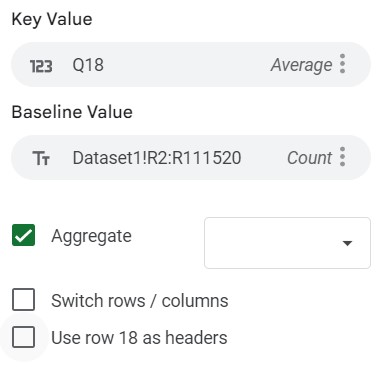 Key Value
123 Q18 Average
Baseline Value
Tт Dataset1!R2:R111520 Count
Aggregate
Switch rows / columns
Use row 18 as headers